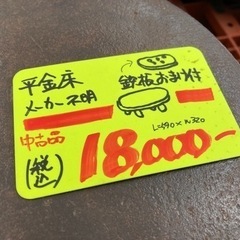 平金床
鉄板おまけ付
メーカー不明
中古品
L=490×W320
(税込)
18,000-